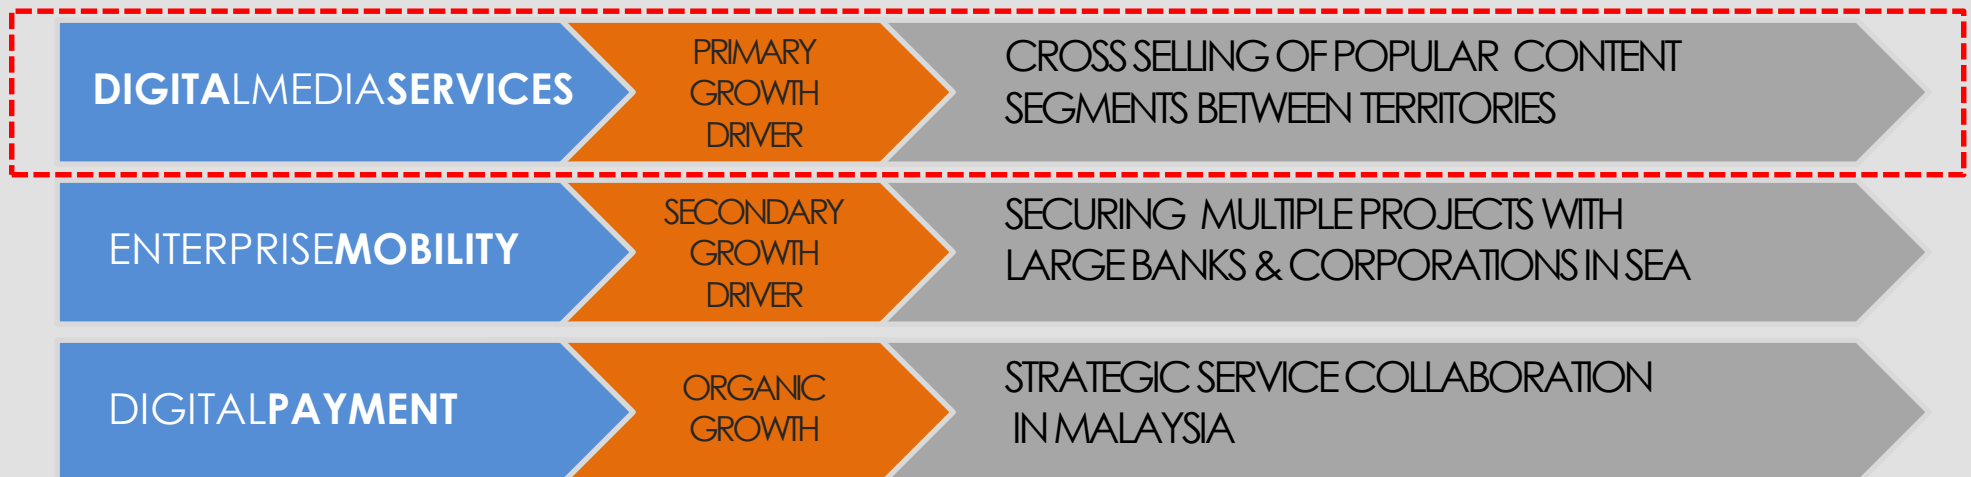 DIGITALMEDIASERVICES
PRIMARY
GROWTH
DRIVER
CROSS SELLING OF POPULAR CONTENT
SEGMENTS BETWEEN TERRITORIES
ENTERPRISEMOBILITY
SECONDARY
GROWTH
DRIVER
SECURING MULTIPLE PROJECTS WITH
LARGE BANKS & CORPORATIONS IN SEA
DIGITALPAYMENT
ORGANIC
GROWTH
STRATEGIC SERVICE COLLABORATION
IN MALAYSIA